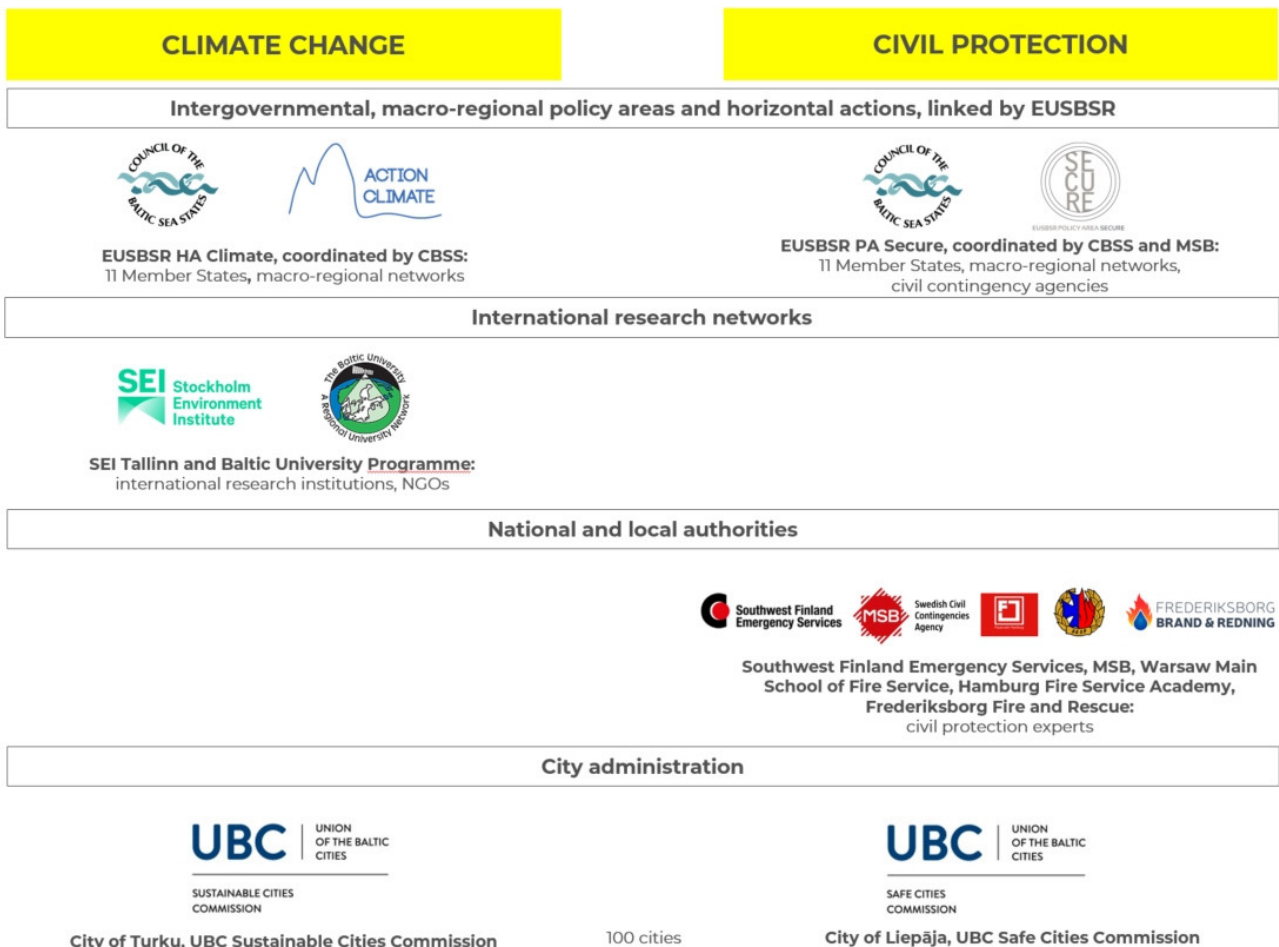 CLIMATE CHANGE
CIVIL PROTECTION
Intergovernmental, macro-regional policy areas and horizontal actions, linked by EUSBSR
COUNCIL OF THE
BALTIC SEA STATES
ACTION
CLIMATE
EUSBSR HA Climate, coordinated by CBSS:
11 Member States, macro-regional networks
COUNCIL OF THE
BALTIC SEA STATES
SE
CU
RE
EUSBSR POLICY AREA SECURE
EUSBSR PA Secure, coordinated by CBSS and MSB:
11 Member States, macro-regional networks,
civil contingency agencies
International research networks
SEI Stockholm
Environment
Institute
The Baltic University
A Regional University Network
SEI Tallinn and Baltic University Programme:
international research institutions, NGOs
National and local authorities
Southwest Finland
Emergency Services
MSB
Swedish Civil
Contingencies
Agency
FREDERIKSBORG
BRAND & REDNING
Southwest Finland Emergency Services, MSB, Warsaw Main
School of Fire Service, Hamburg Fire Service Academy,
Frederiksborg Fire and Rescue:
civil protection experts
City administration
UBC
UNION
OF THE BALTIC
CITIES
SUSTAINABLE CITIES
COMMISSION
City of Turku, UBC Sustainable Cities Commission
100 cities
UBC
UNION
OF THE BALTIC
CITIES
SAFE CITIES
COMMISSION
City of Liepāja, UBC Safe Cities Commission